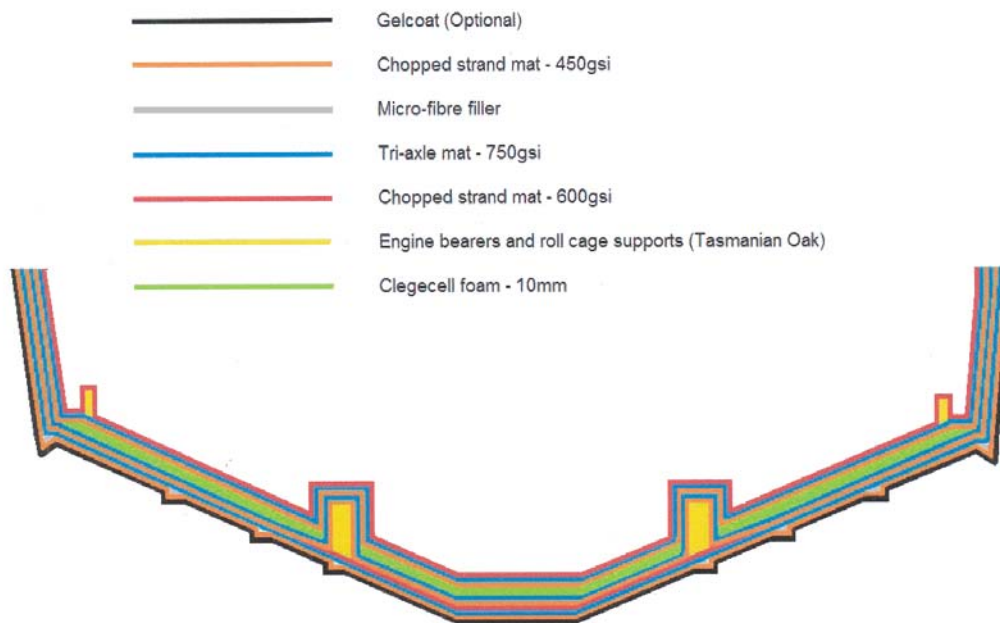 Gelcoat (Optional)
Chopped strand mat - 450gsi
Micro-fibre filler
Tri-axle mat - 750gsi
Chopped strand mat - 600gsi
Engine bearers and roll cage supports (Tasmanian Oak)
Clegecell foam - 10mm